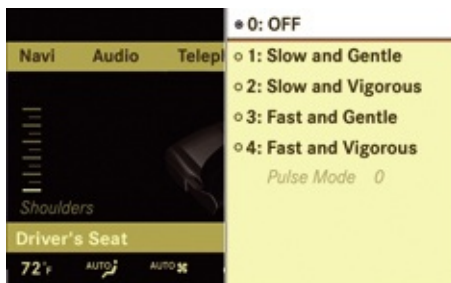 0: OFF
Navi Audio Telepl
1: Slow and Gentle
2: Slow and Vigorous
3: Fast and Gentle
4: Fast and Vigorous
Pulse Mode 0
Shoulders
Driver's Seat
72°F AUTO AUTO